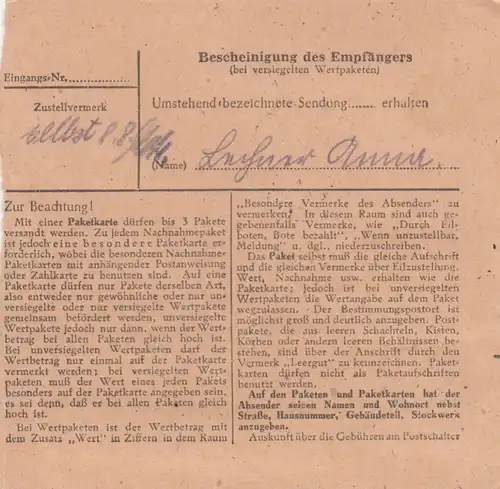 Bescheinigung des Empfängers
(bei versiegelten Wertpaketen)
Eingangs-Nr. ................
Zustellvermerk
Umstehend bezeichnete Sendung....... erhalten
selbst 8.8.
(Name) Lechner Anna.
Zur Beachtung!
Mit einer Paketkarte dürfen bis 3 Pakete
versandt werden. Zu jedem Nachnahmepaket
ist jedoch eine besondere Paketkarte er-
forderlich, wobei die besonderen Nachnahme-
Paketkarten mit anhängender Postanweisung
oder Zahlkarte zu benutzen sind. Auf eine
Paketkarte dürfen nur Pakete derselben Art,
also entweder nur gewöhnliche oder nur un-
versiegelte oder nur versiegelte Wertpakete
gemeinsam befördert werden, unversiegelte
Wertpakete jedoch nur dann, wenn der Wert-
betrag bei allen Paketen gleich hoch ist.
Bei unversiegelten Wertpaketen darf der
Wertbetrag nur einmal auf der Paketkarte
vermerkt werden; bei versiegelten Wert-
paketen muß der Wert eines jeden Pakets
besonders auf der Paketkarte angegeben sein,
es sei denn, daß er bei allen Paketen gleich
hoch ist.
Bei Wertpaketen ist der Wertbetrag mit
dem Zusatz „Wert" in Ziffern in dem Raum
„Besondre Vermerke des Absenders" zu
vermerken. In diesem Raum sind auch ge-
gebenenfalls Vermerke, wie „Durch Eil-
boten, Bote bezahlt", „Wenn unzustellbar,
Meldung" u. dgl., niederzuschreiben.
Das Paket selbst muß die gleiche Aufschrift
und die gleichen Vermerke über Eilzustellung,
Wert, Nachnahme usw. erhalten wie die
Paketkarte; jedoch ist bei unversiegelten
Wertpaketen die Wertangabe auf dem Paket
wegzulassen. - Der Bestimmungspostort ist
möglichst groß und deutlich anzugeben. Post-
pakete, die aus leeren Schachteln, Kisten,
Körben oder andern leeren Behältnissen be-
stehen, sind über der Anschrift durch den
Vermerk „Leergut" zu kennzeichnen. Paket-
karten dürfen nicht als Paketaufschriften
benutzt werden.
Auf den Paketen und Paketkarten hat der
Absender seinen Namen und Wohnort nebst
Straße, Hausnummer, Gebäudeteil, Stockwerk
anzugeben.
Auskunft über die Gebühren am Postschalter